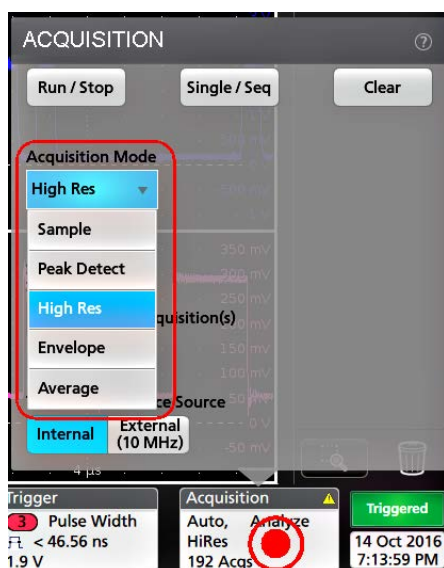 ACQUISITION
?
Run / Stop
Single / Seq
Clear
Acquisition Mode
High Res
Sample
Peak Detect
High Res
Envelope
Average
350 mV
300 mV
250 mV
quisition(s)
200 mV
150 mV
100 mV
ce Source
50 mV
0 V
-50 mV
Internal
External
(10 MHz)
4 µs
Trigger
3 Pulse Width
< 46.56 ns
1.9 V
Acquisition
Auto, Analyze
HiRes
192 Acqs
Triggered
14 Oct 2016
7:13:59 PM